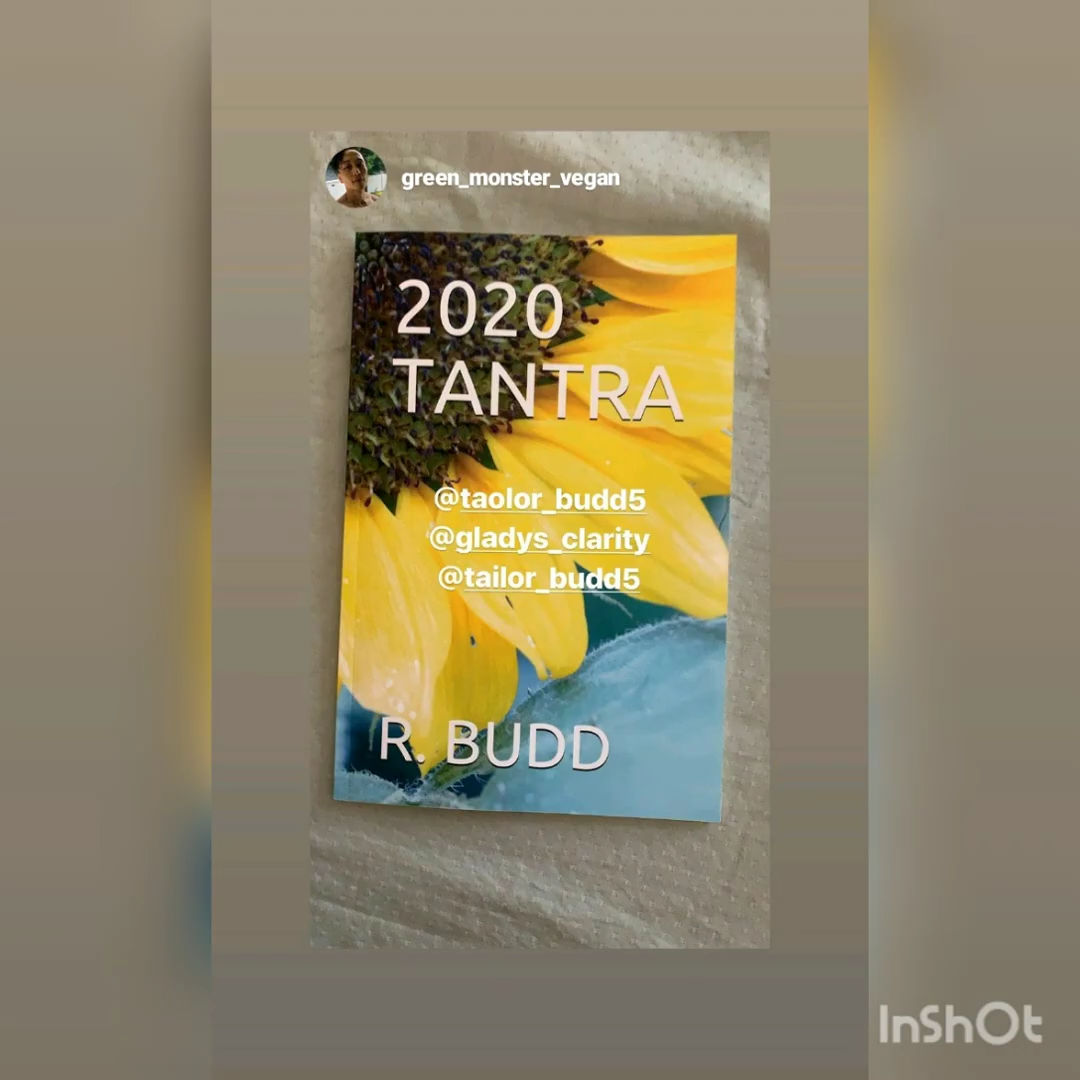 green_monster_vegan
2020
TANTRA
@taolor_budd5
@gladys_clarity
@tailor_budd5
R. BUDD
InShOt